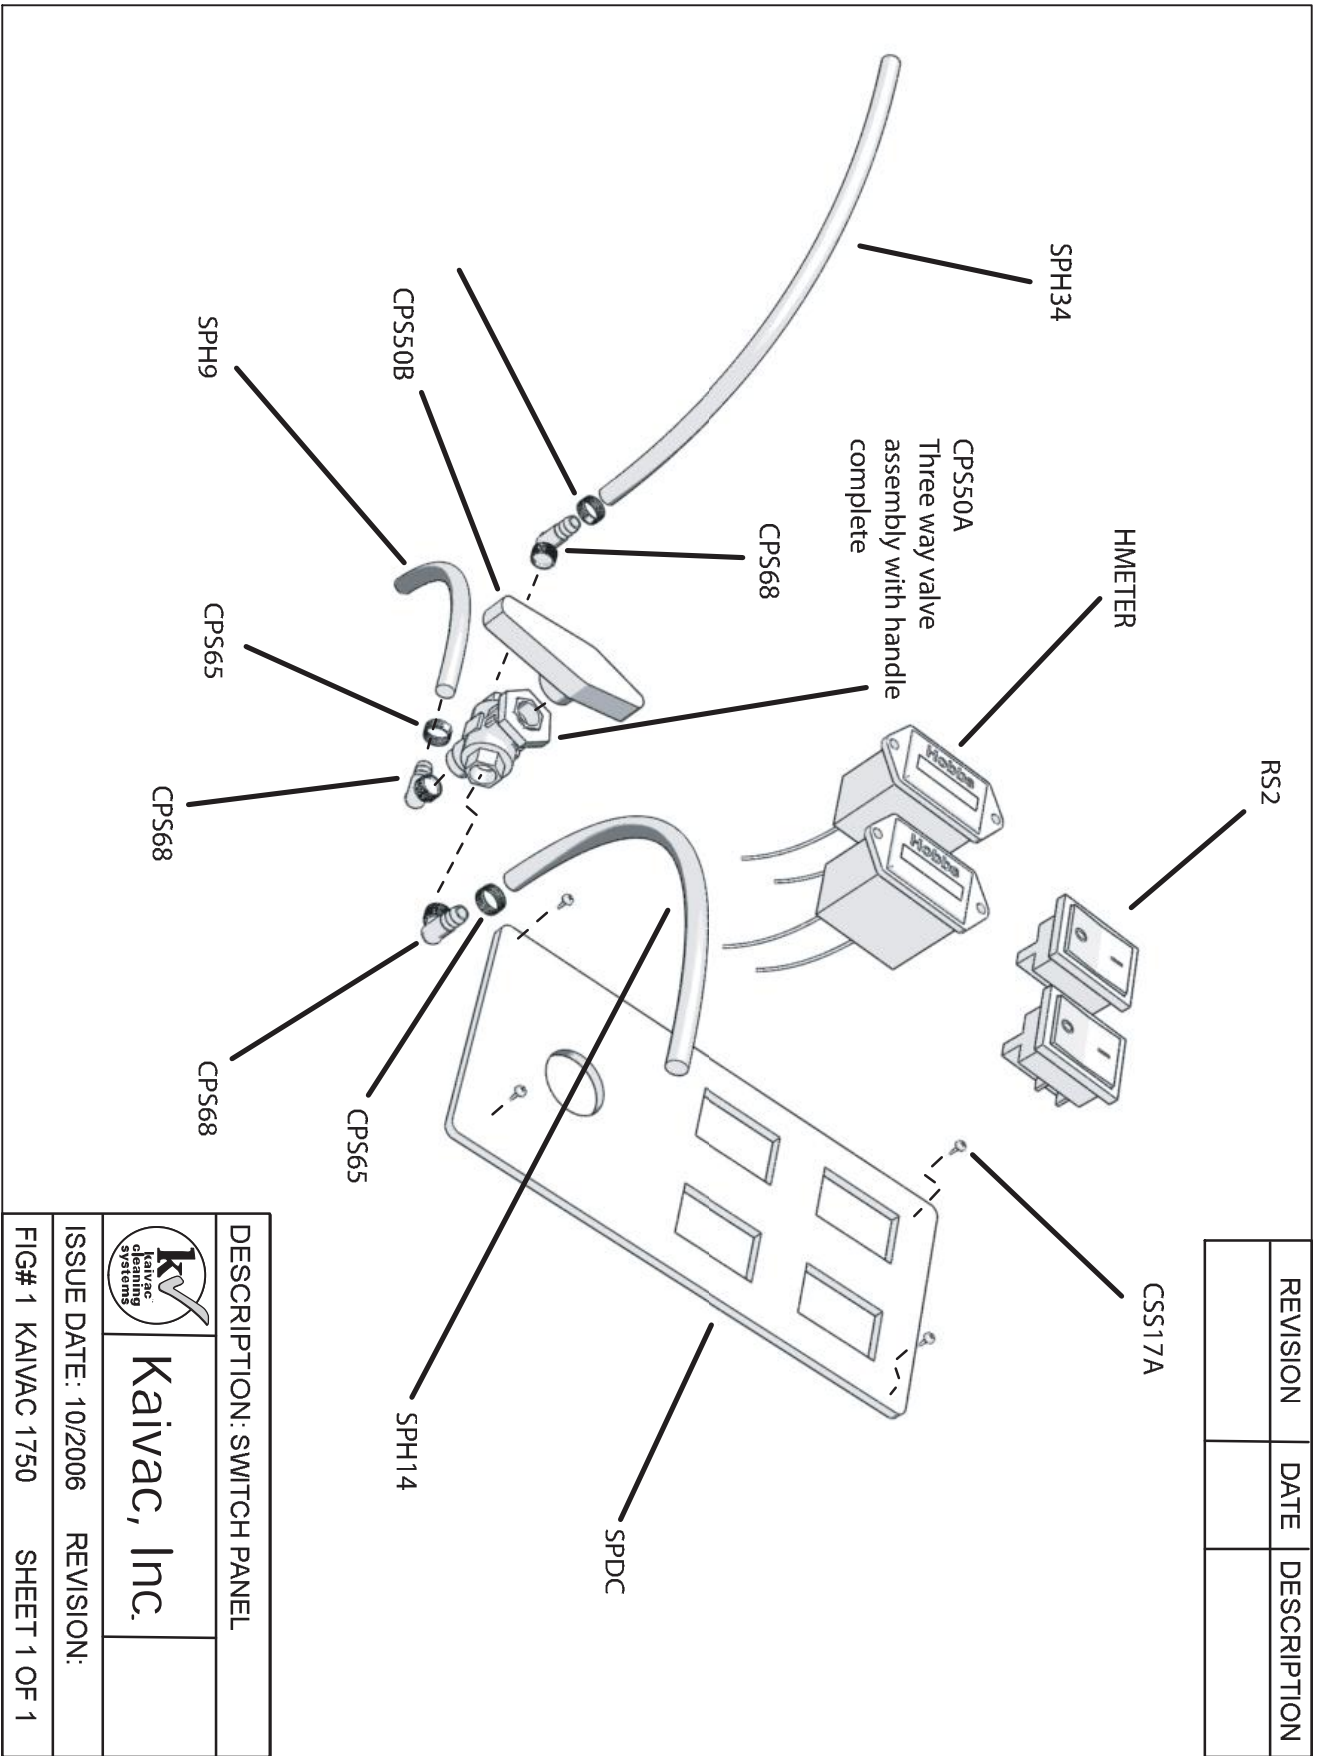 REVISION
DATE
DESCRIPTION
RS2
HMETER
SPH34
CSS17A
CPS50A
Three way valve
assembly with handle
complete
CPS68
Hobbs
Hobbs
CPS50B
SPH9
CPS65
CPS68
CPS68
CPS65
SPH14
SPDC
DESCRIPTION: SWITCH PANEL
k
kaivac
cleaning
systems
Kaivac, Inc.
ISSUE DATE: 10/2006 REVISION:
FIG# 1 KAIVAC 1750 SHEET 1 OF 1